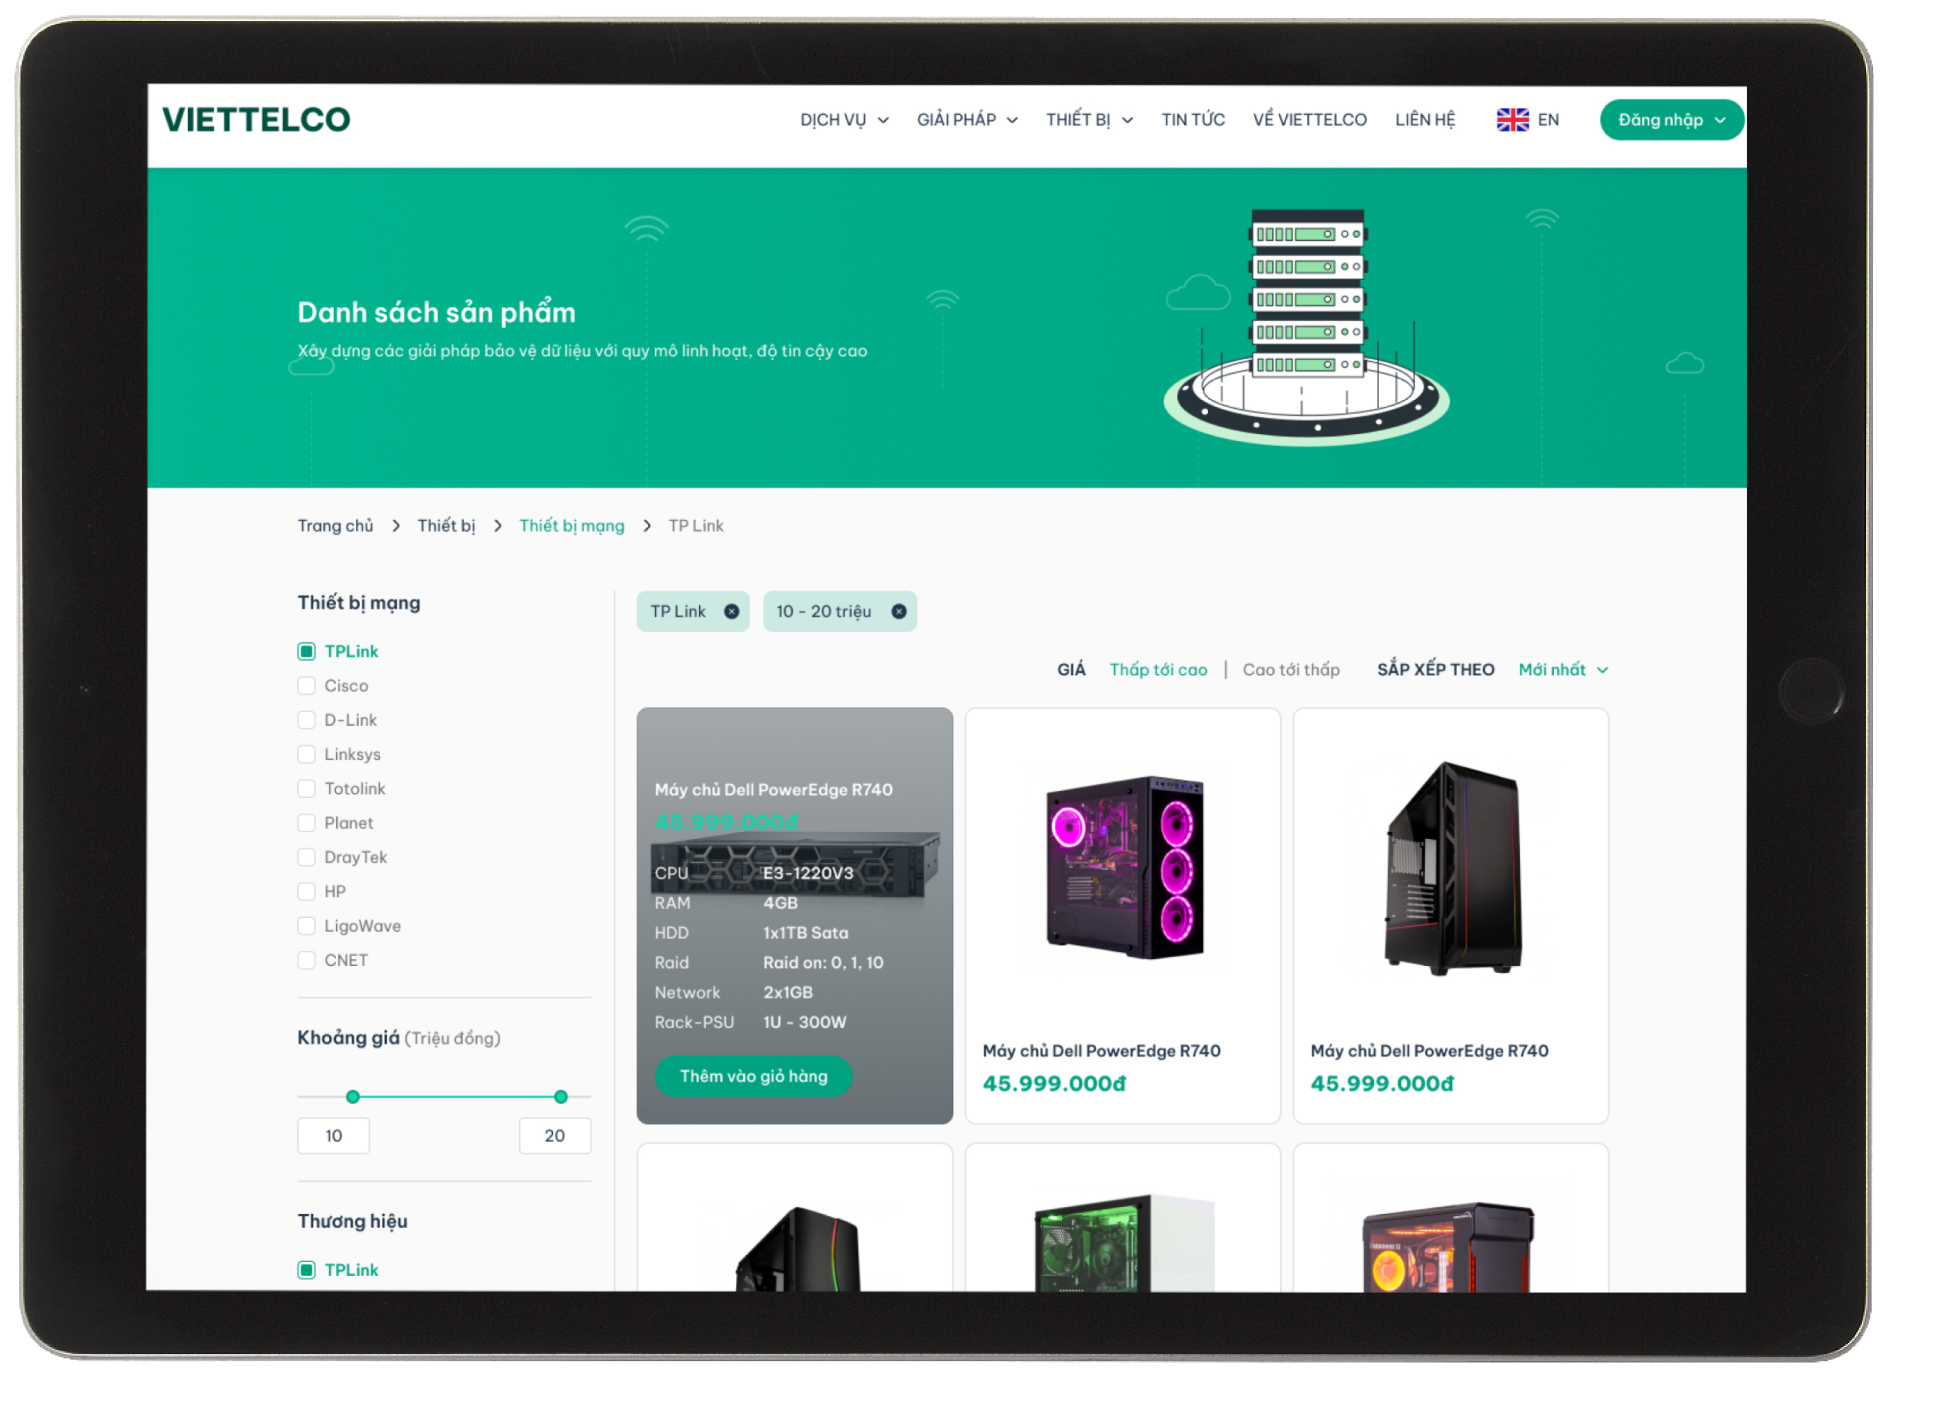 VIETTELCO
DỊCH VỤ GIẢI PHÁP THIẾT BỊ TIN TỨC VỀ VIETTELCO LIÊN HỆ EN Đăng nhập
Danh sách sản phẩm
Xây dựng các giải pháp bảo vệ dữ liệu với quy mô linh hoạt, độ tin cậy cao
Trang chủ > Thiết bị > Thiết bị mạng > TP Link
Thiết bị mạng
TPLink
Cisco
D-Link
Linksys
Totolink
Planet
DrayTek
HP
LigoWave
CNET
Khoảng giá (Triệu đồng)
10 20
Thương hiệu
TPLink
TP Link 10 - 20 triệu
GIÁ Thấp tới cao | Cao tới thấp SẮP XẾP THEO Mới nhất
Máy chủ Dell PowerEdge R740
45.999.000đ
CPU E3-1220V3
RAM 4GB
HDD 1x1TB Sata
Raid Raid on: 0, 1, 10
Network 2x1GB
Rack-PSU 1U - 300W
Thêm vào giỏ hàng
Máy chủ Dell PowerEdge R740
45.999.000đ
Máy chủ Dell PowerEdge R740
45.999.000đ